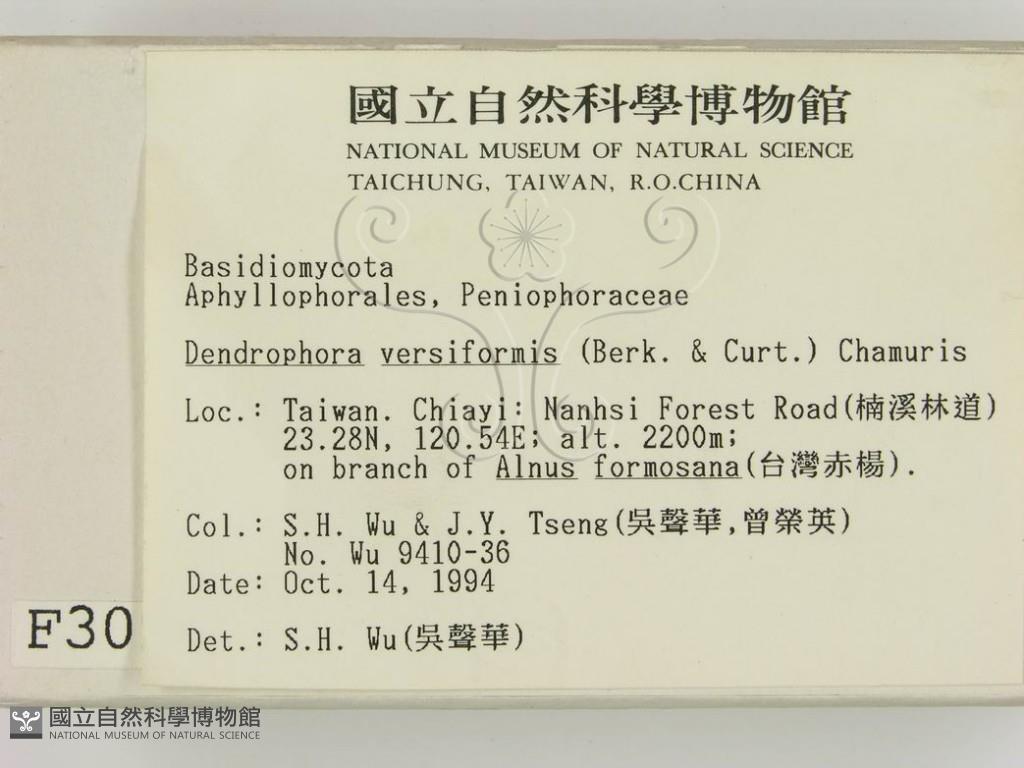 國立自然科學博物館
NATIONAL MUSEUM OF NATURAL SCIENCE
TAICHUNG, TAIWAN, R.O.CHINA
Basidiomycota
Aphyllophorales, Peniophoraceae
Dendrophora versiformis (Berk. & Curt.) Chamuris
Loc.: Taiwan. Chiayi: Nanhsi Forest Road(楠溪林道)
23.28N, 120.54E; alt. 2200m;
on branch of Alnus formosana(台灣赤楊).
Col.: S.H. Wu & J.Y. Tseng(吳聲華,曾榮英)
No. Wu 9410-36
Date: Oct. 14, 1994
Det.: S.H. Wu(吳聲華)
F30
國立自然科學博物館
NATIONAL MUSEUM OF NATURAL SCIENCE